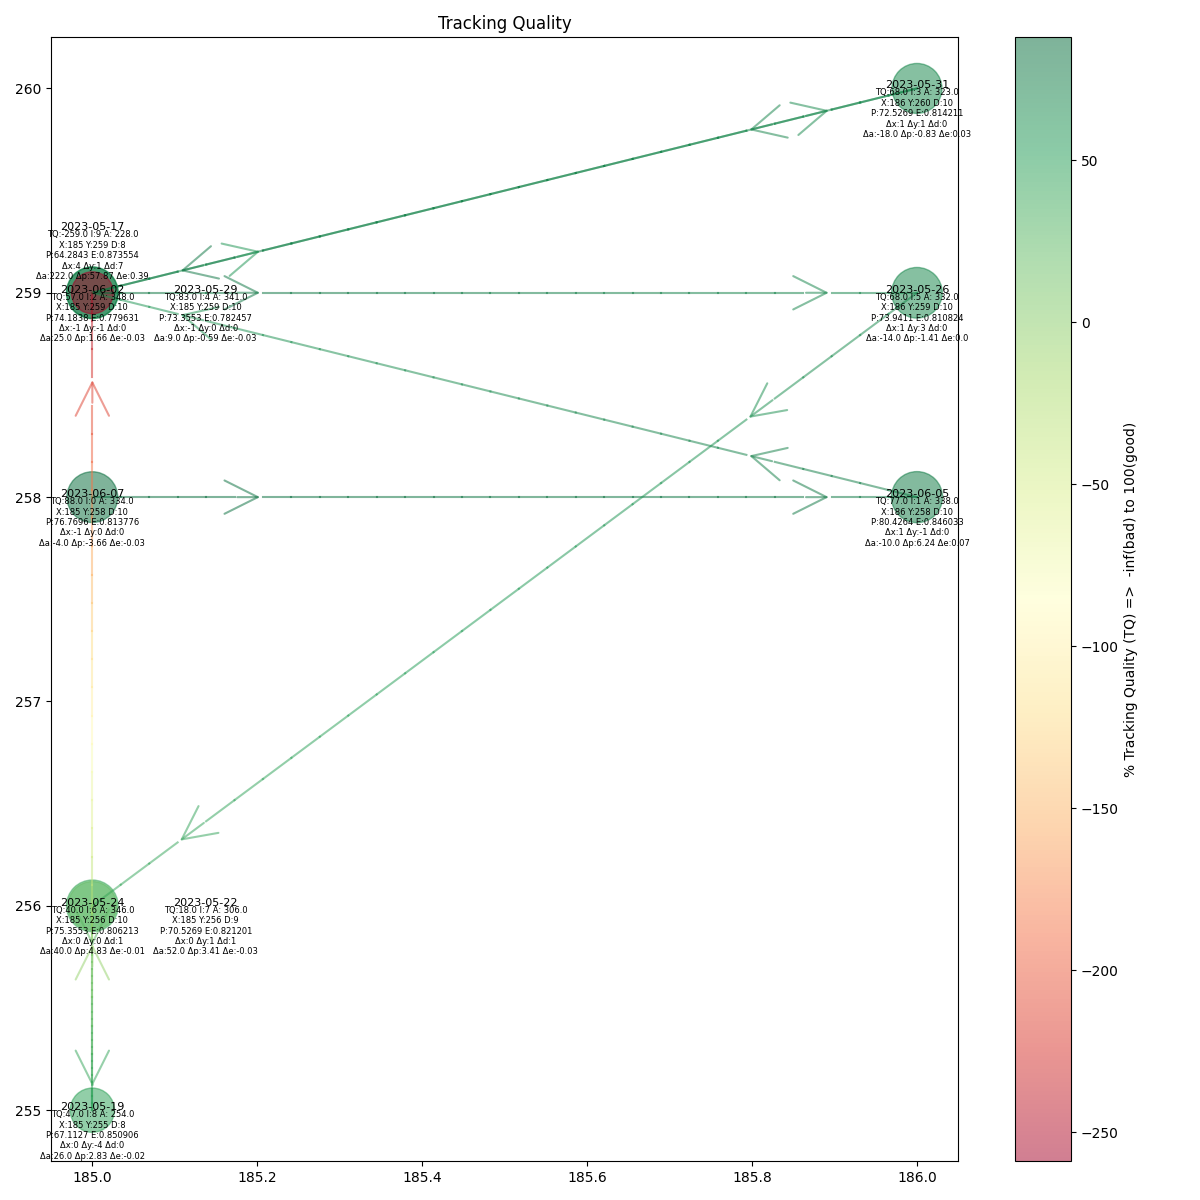 Tracking Quality
260
259
258
257
256
255
185.0
185.2
185.4
185.6
185.8
186.0
2023-05-31
TQ:68.0 I:3 A: 323.0
X:186 Y:260 D:10
P:72.5269 E:0.814211
Δx:1 Δy:1 Δd:0
Δa:-18.0 Δp:-0.83 Δe:0.03
2023-05-17
TQ:-259.0 I:9 A: 228.0
X:185 Y:259 D:8
P:64.2843 E:0.873554
Δx:4 Δy:1 Δd:7
Δa:222.0 Δp:57.87 Δe:0.39
2023-06-02
TQ:57.0 I:2 A: 348.0
X:185 Y:259 D:10
P:74.1838 E:0.779631
Δx:-1 Δy:-1 Δd:0
Δa:25.0 Δp:1.66 Δe:-0.03
2023-05-29
TQ:83.0 I:4 A: 341.0
X:185 Y:259 D:10
P:73.3553 E:0.782457
Δx:-1 Δy:0 Δd:0
Δa:9.0 Δp:-0.59 Δe:-0.03
2023-05-26
TQ:68.0 I:5 A: 332.0
X:186 Y:259 D:10
P:73.9411 E:0.810824
Δx:1 Δy:3 Δd:0
Δa:-14.0 Δp:-1.41 Δe:0.0
2023-06-07
TQ:88.0 I:0 A: 334.0
X:185 Y:258 D:10
P:76.7696 E:0.813776
Δx:-1 Δy:0 Δd:0
Δa:-4.0 Δp:-3.66 Δe:-0.03
2023-06-05
TQ:77.0 I:1 A: 338.0
X:186 Y:258 D:10
P:80.4264 E:0.846033
Δx:1 Δy:-1 Δd:0
Δa:-10.0 Δp:6.24 Δe:0.07
2023-05-24
TQ:40.0 I:6 A: 346.0
X:185 Y:256 D:10
P:75.3553 E:0.806213
Δx:0 Δy:0 Δd:1
Δa:40.0 Δp:4.83 Δe:-0.01
2023-05-22
TQ:18.0 I:7 A: 306.0
X:185 Y:256 D:9
P:70.5269 E:0.821201
Δx:0 Δy:1 Δd:1
Δa:52.0 Δp:3.41 Δe:-0.03
2023-05-19
TQ:47.0 I:8 A: 254.0
X:185 Y:255 D:8
P:67.1127 E:0.850906
Δx:0 Δy:-4 Δd:0
Δa:26.0 Δp:2.83 Δe:-0.02
50
0
−50
−100
−150
−200
−250
% Tracking Quality (TQ) =>  -inf(bad) to 100(good)